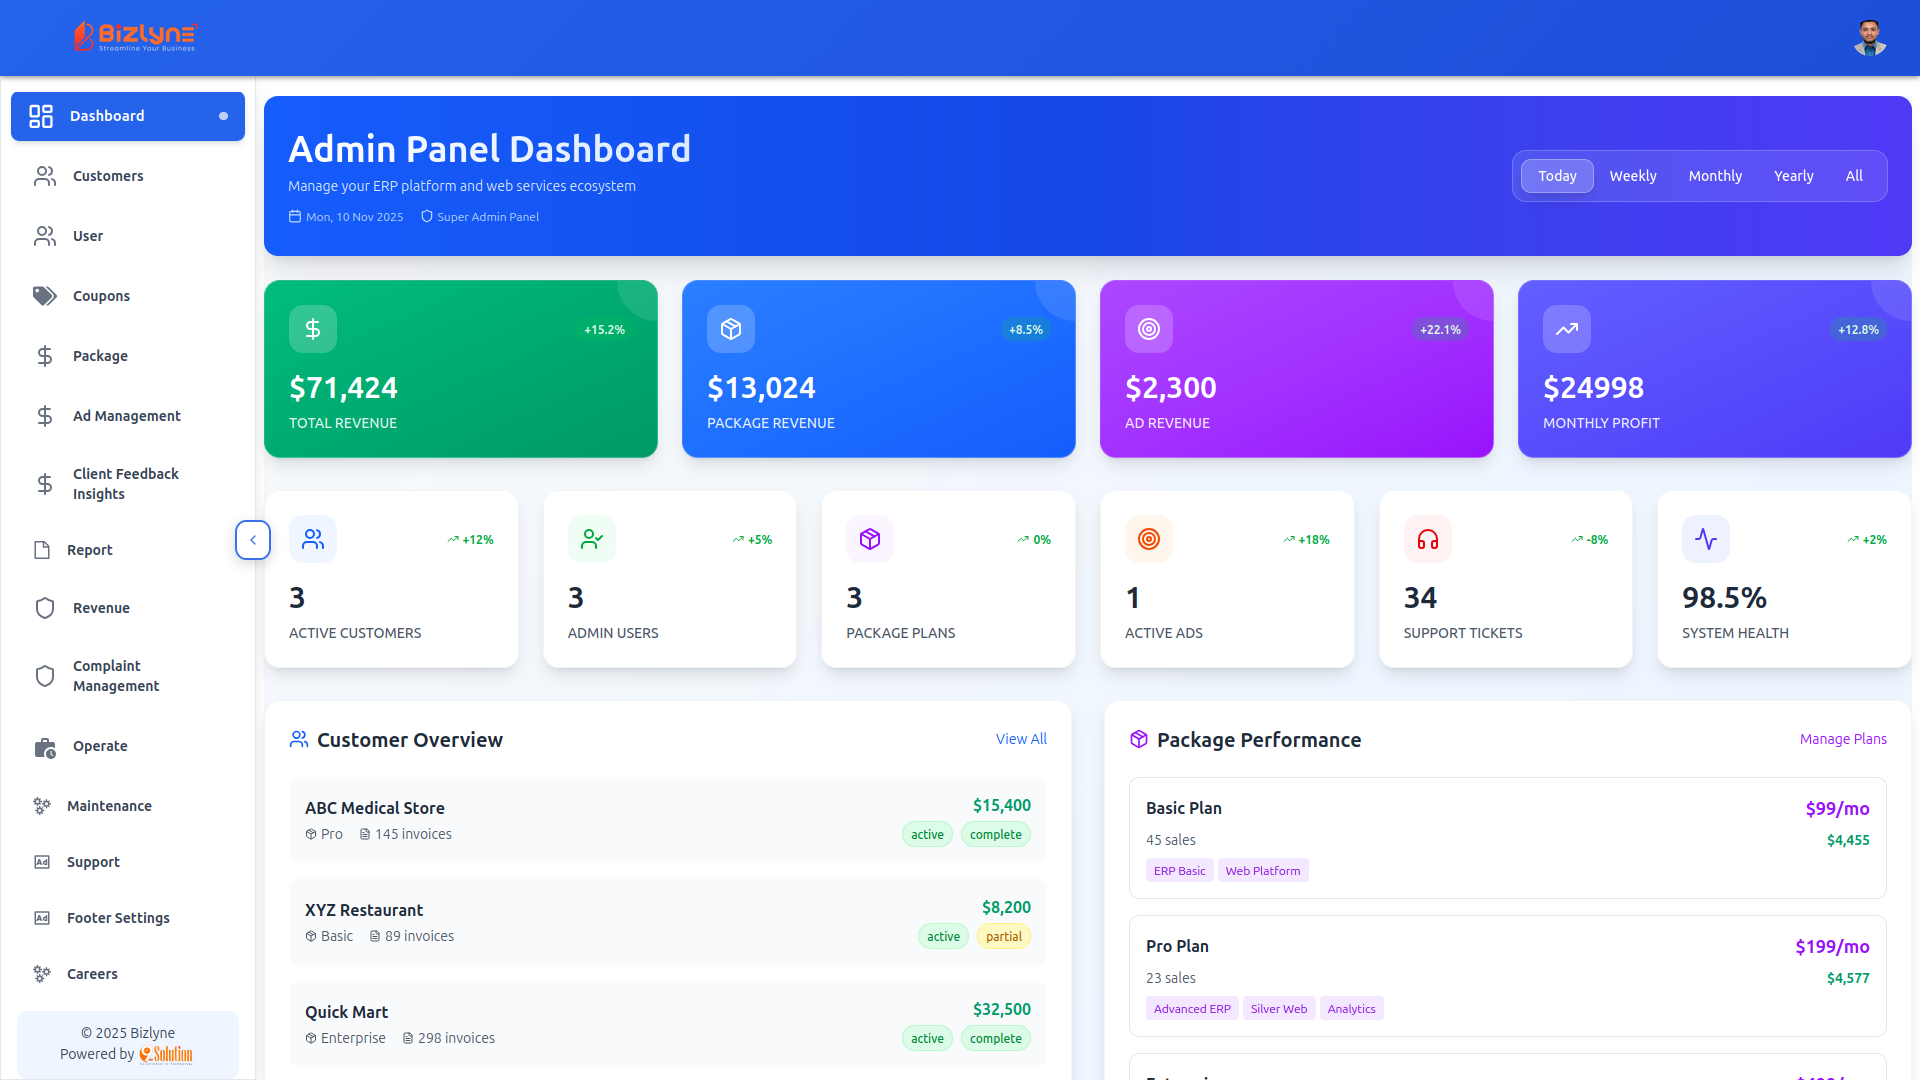 Bizlyne
Streamline Your Business
Dashboard
Customers
User
Coupons
Package
Ad Management
Client Feedback
Insights
Report
Revenue
Complaint
Management
Operate
Maintenance
Ad Support
Ad Footer Settings
Careers
© 2025 Bizlyne
Powered by Solution
Admin Panel Dashboard
Manage your ERP platform and web services ecosystem
Mon, 10 Nov 2025 Super Admin Panel
Today Weekly Monthly Yearly All
+15.2%
$71,424
TOTAL REVENUE
+8.5%
$13,024
PACKAGE REVENUE
+22.1%
$2,300
AD REVENUE
+12.8%
$24998
MONTHLY PROFIT
+12%
3
ACTIVE CUSTOMERS
+5%
3
ADMIN USERS
0%
3
PACKAGE PLANS
+18%
1
ACTIVE ADS
-8%
34
SUPPORT TICKETS
+2%
98.5%
SYSTEM HEALTH
Customer Overview View All
ABC Medical Store $15,400
Pro 145 invoices active complete
XYZ Restaurant $8,200
Basic 89 invoices active partial
Quick Mart $32,500
Enterprise 298 invoices active complete
Package Performance Manage Plans
Basic Plan $99/mo
45 sales $4,455
ERP Basic Web Platform
Pro Plan $199/mo
23 sales $4,577
Advanced ERP Silver Web Analytics